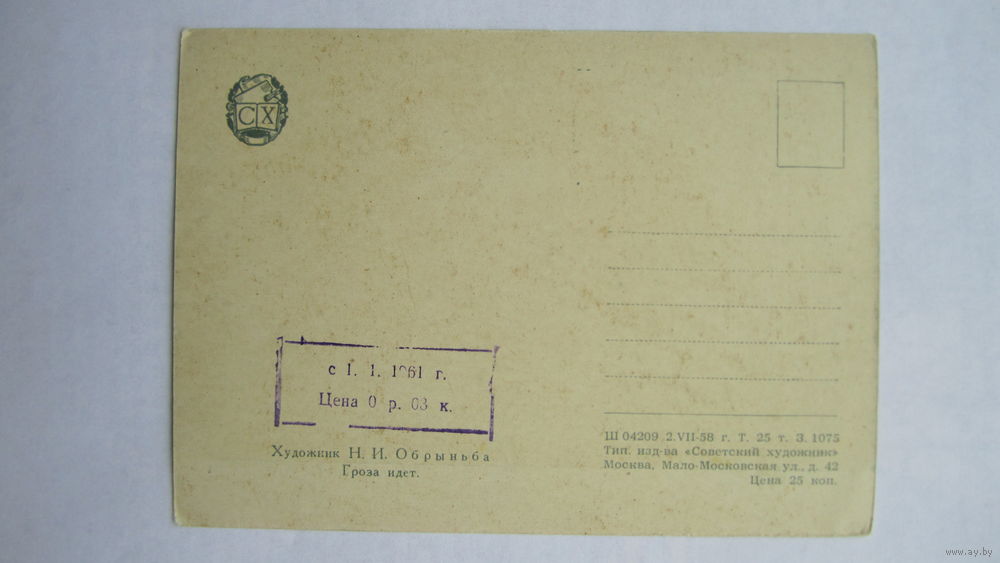 СХ
с I. 1. 1961 г.
Цена 0 р. 03 к.
Художник Н. И. Обрыньба
Гроза идет.
Ш 04209 2.VII-58 г. Т. 25 т. З. 1075
Тип. изд-ва «Советский художник»
Москва, Мало-Московская ул., д. 42
Цена 25 коп.
www.ay.by